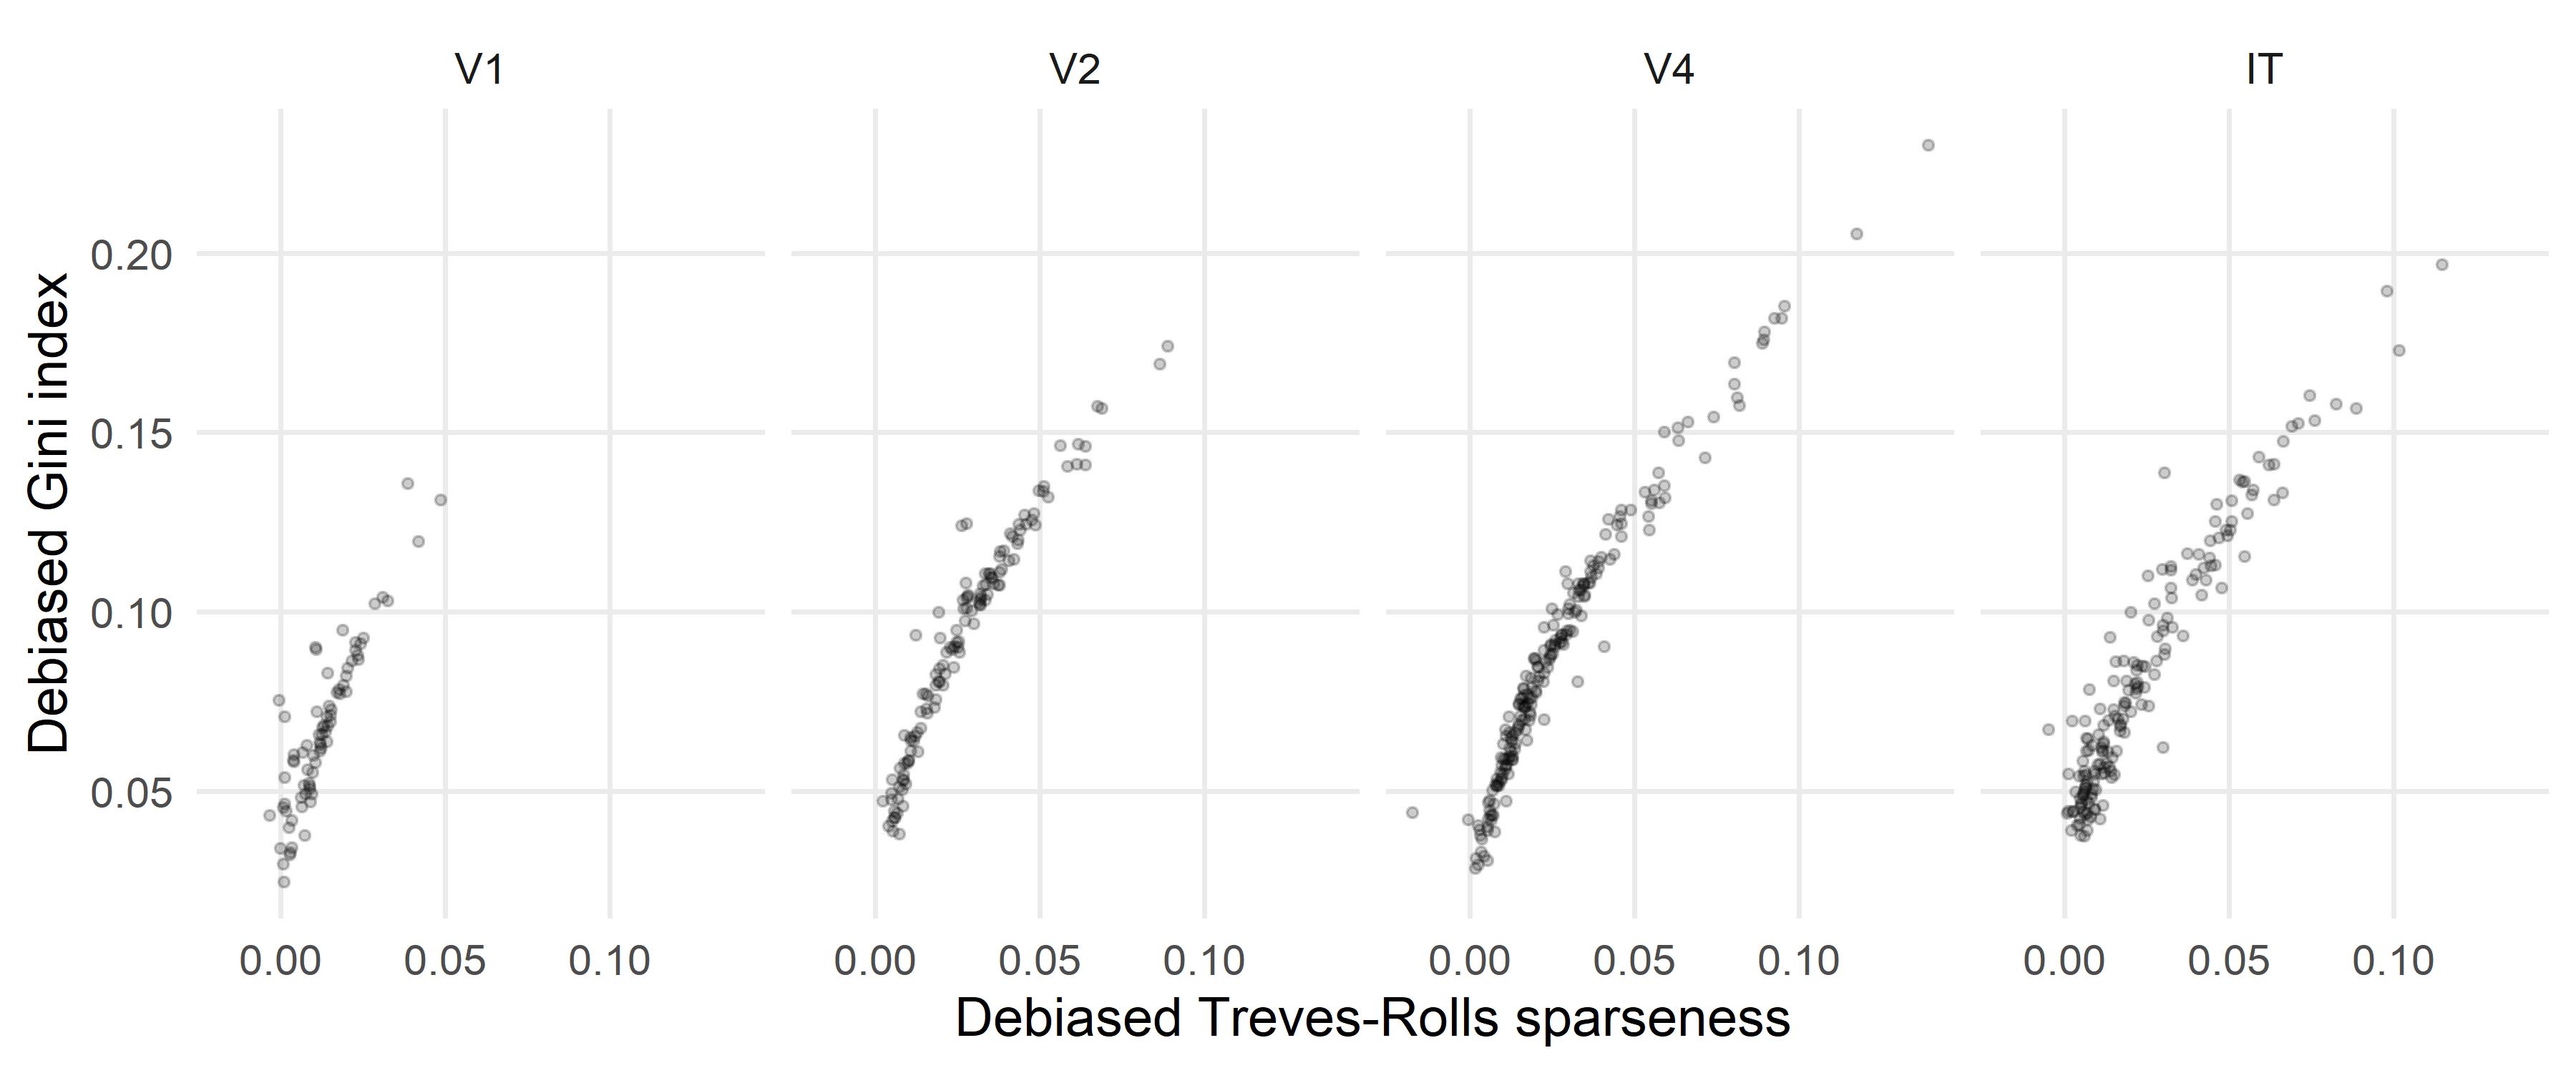 V1 V2 V4 IT
Debiased Gini index
0.20
0.15
0.10
0.05
0.00 0.05 0.10 0.00 0.05 0.10 0.00 0.05 0.10 0.00 0.05 0.10
Debiased Treves-Rolls sparseness